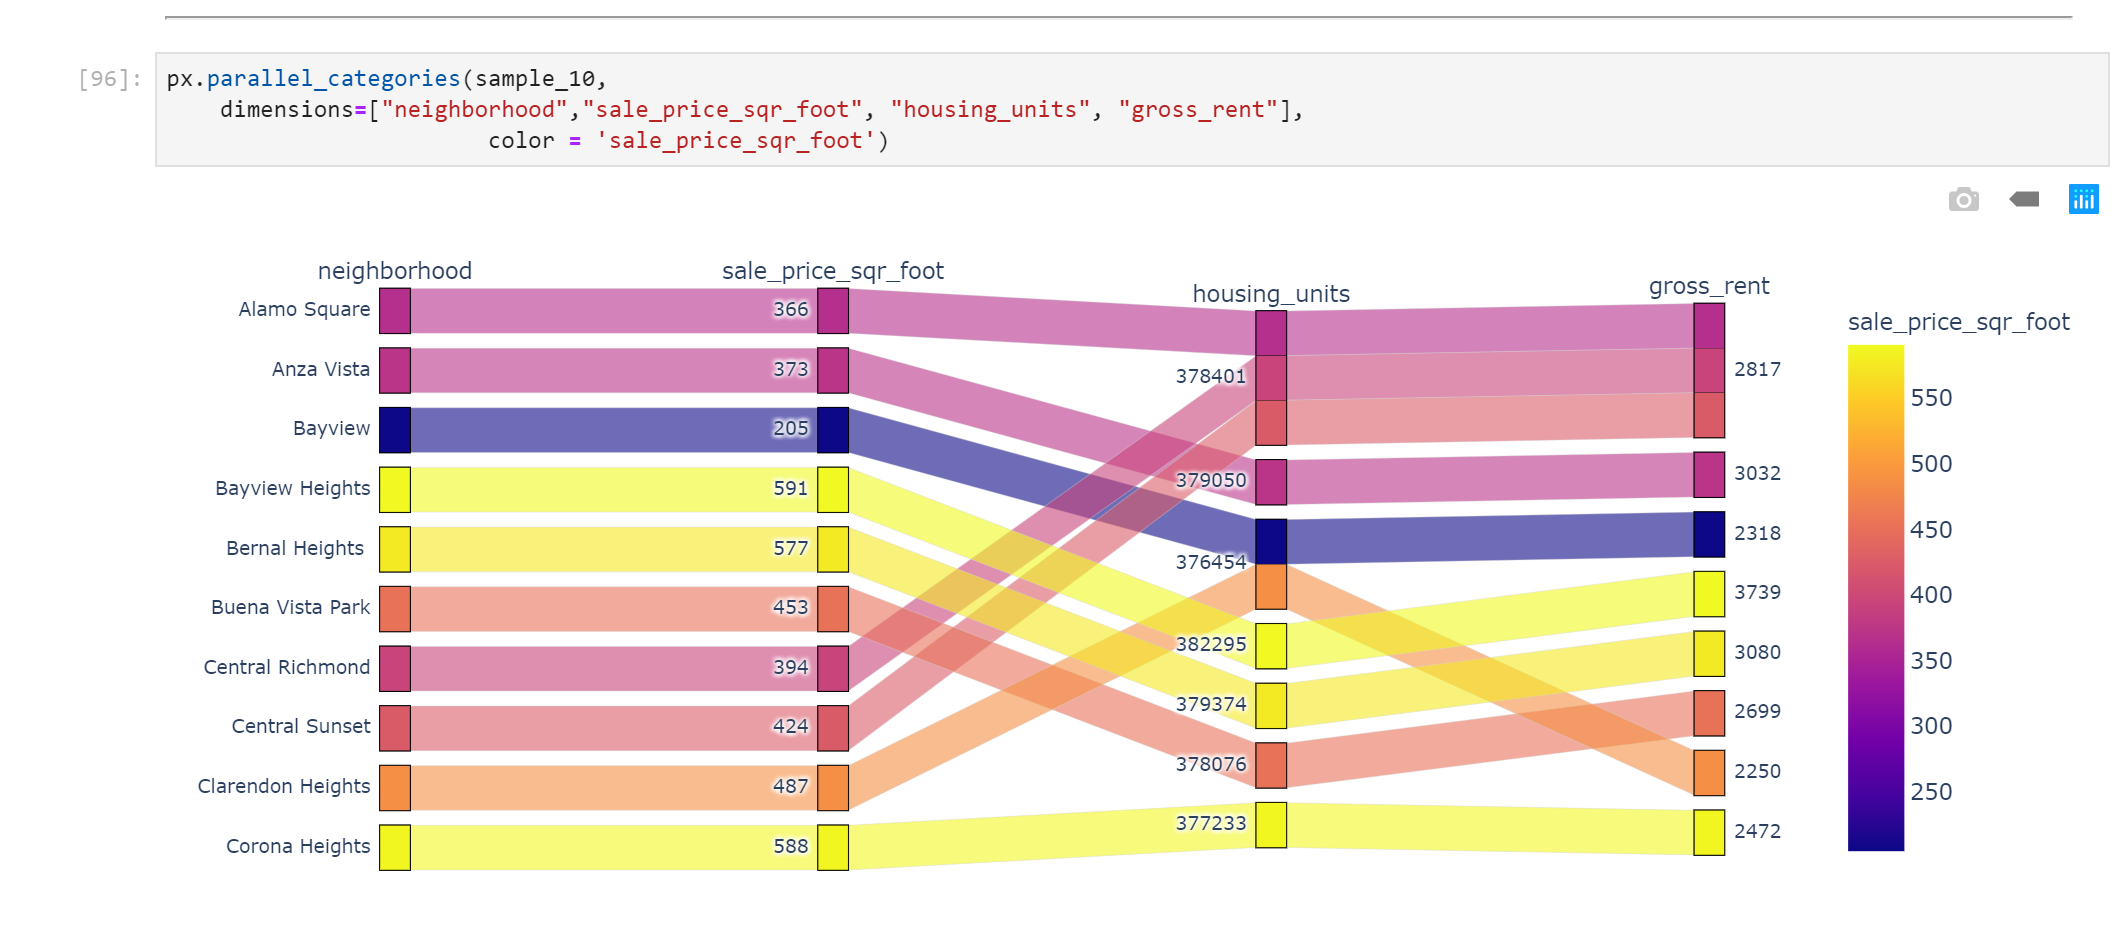 [96]:
px.parallel_categories(sample_10,
dimensions=["neighborhood","sale_price_sqr_foot", "housing_units", "gross_rent"],
color = 'sale_price_sqr_foot')
neighborhood
sale_price_sqr_foot
housing_units
gross_rent
sale_price_sqr_foot
Alamo Square
Anza Vista
Bayview
Bayview Heights
Bernal Heights
Buena Vista Park
Central Richmond
Central Sunset
Clarendon Heights
Corona Heights
366
373
205
591
577
453
394
424
487
588
378401
379050
376454
382295
379374
378076
377233
2817
3032
2318
3739
3080
2699
2250
2472
550
500
450
400
350
300
250